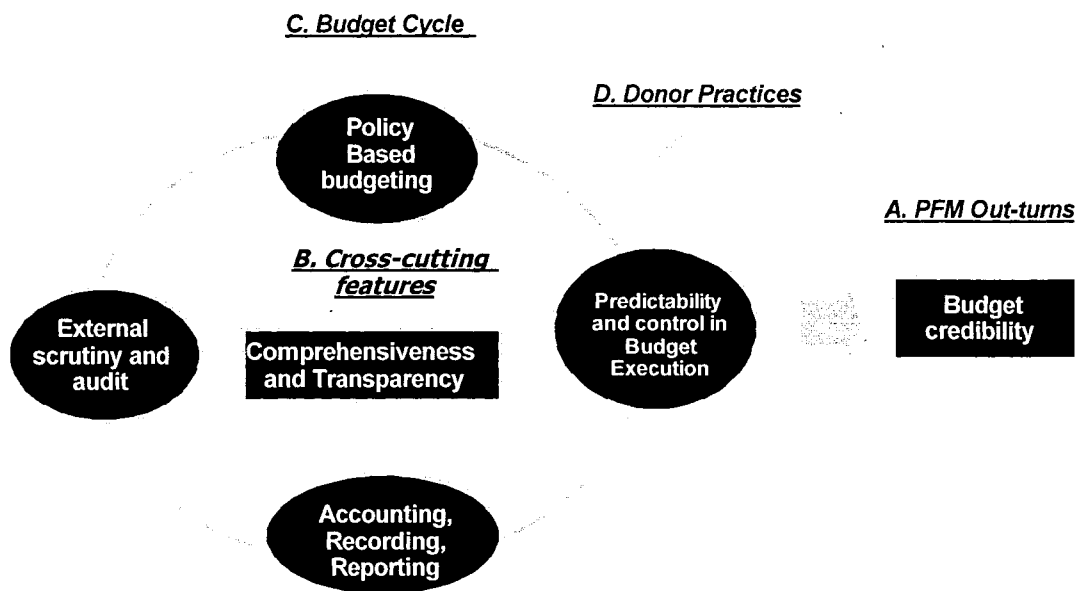 C. Budget Cycle
D. Donor Practices
Policy
Based
budgeting
A. PFM Out-turns
B. Cross-cutting
features
External
scrutiny and
audit
Comprehensiveness
and Transparency
Predictability
and control in
Budget
Execution
Budget
credibility
Accounting,
Recording,
Reporting